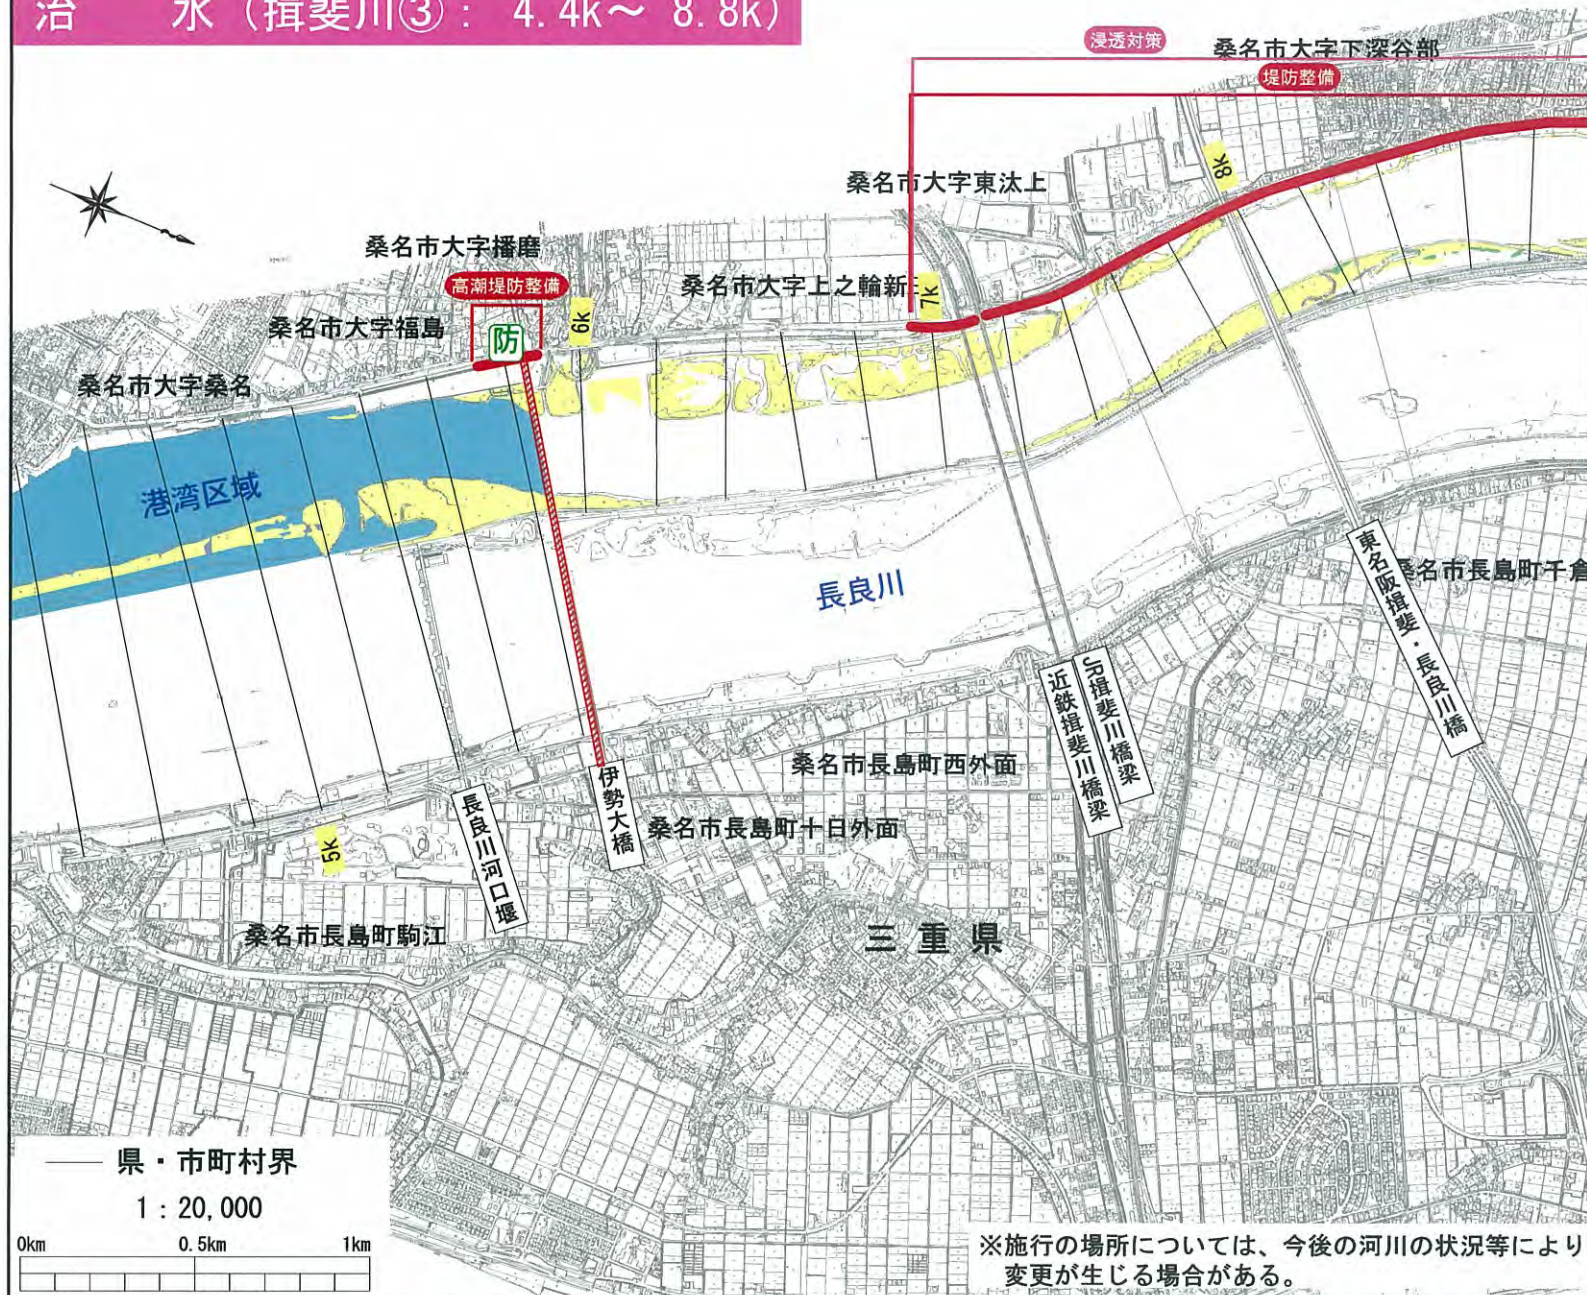 治 水（揖斐川③： 4.4k～ 8.8k）
浸透対策
桑名市大字下深谷部
堤防整備
8k
桑名市大字東汰上
桑名市大字播磨
高潮堤防整備
桑名市大字上之輪新
7k
6k
桑名市大字福島
防
桑名市大字桑名
港湾区域
長良川
東名阪揖斐・長良川橋
桑名市長島町千倉
JR揖斐川橋梁
近鉄揖斐川橋梁
桑名市長島町西外面
伊勢大橋
桑名市長島町十日外面
長良川河口堰
5k
桑名市長島町駒江
三重県
県・市町村界
1：20,000
0km 0.5km 1km
※施行の場所については、今後の河川の状況等により
変更が生じる場合がある。